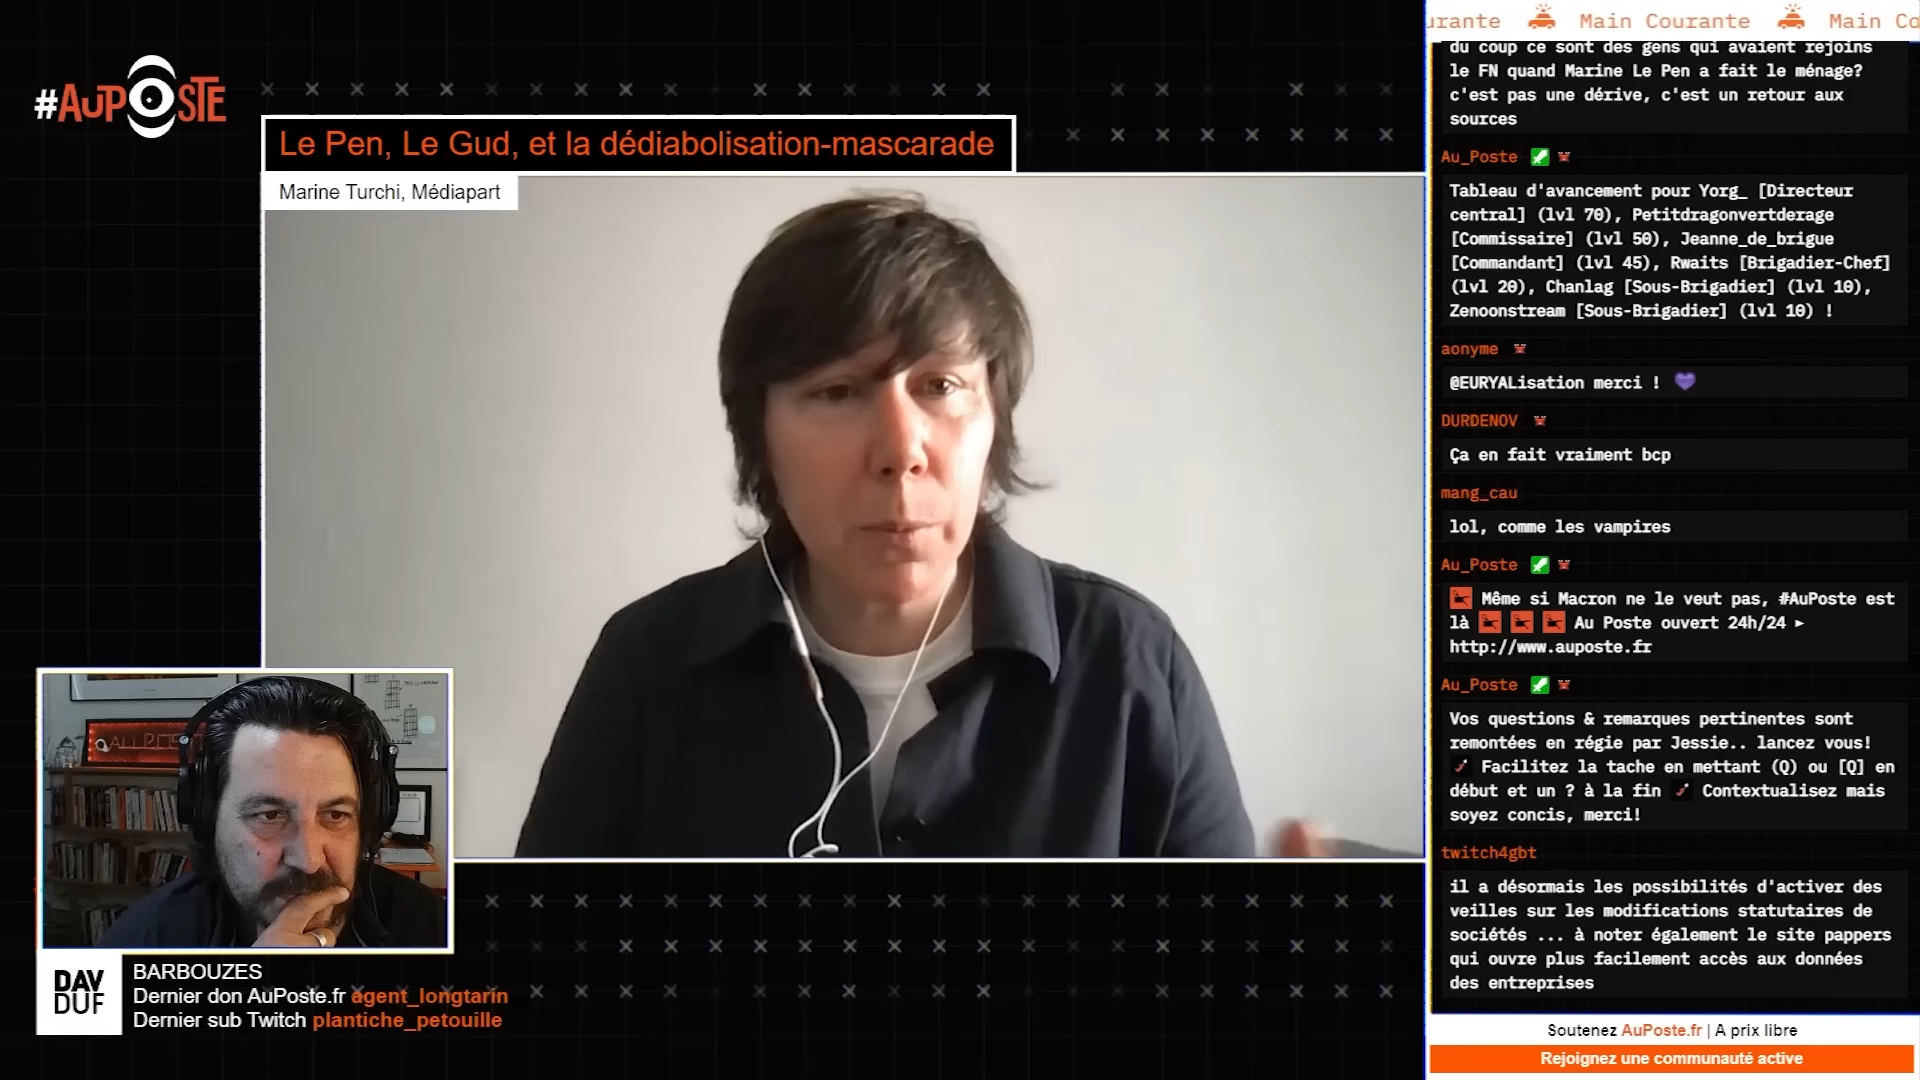 #AuPOSTE
Le Pen, Le Gud, et la dédiabolisation-mascarade
Marine Turchi, Médiapart
DAV
DUF
BARBOUZES
Dernier don AuPoste.fr agent_longtarin
Dernier sub Twitch plantiche_petouille
urante Main Courante Main Co
du coup ce sont des gens qui avaient rejoins
le FN quand Marine Le Pen a fait le ménage?
c'est pas une dérive, c'est un retour aux
sources
Au_Poste
Tableau d'avancement pour Yorg_ [Directeur
central] (lvl 70), Petitdragonvertderage
[Commissaire] (lvl 50), Jeanne_de_brigue
[Commandant] (lvl 45), Rwaits [Brigadier-Chef]
(lvl 20), Chanlag [Sous-Brigadier] (lvl 10),
Zenoonstream [Sous-Brigadier] (lvl 10) !
aonyme
@EURYALisation merci ! 💜
DURDENOV
Ça en fait vraiment bcp
mang_cau
lol, comme les vampires
Au_Poste
Même si Macron ne le veut pas, #AuPoste est
là Au Poste ouvert 24h/24 ►
http://www.auposte.fr
Au_Poste
Vos questions & remarques pertinentes sont
remontées en régie par Jessie.. lancez vous!
Facilitez la tache en mettant (Q) ou [Q] en
début et un ? à la fin Contextualisez mais
soyez concis, merci!
twitch4gbt
il a désormais les possibilités d'activer des
veilles sur les modifications statutaires de
sociétés ... à noter également le site pappers
qui ouvre plus facilement accès aux données
des entreprises
Soutenez AuPoste.fr | A prix libre
Rejoignez une communauté active